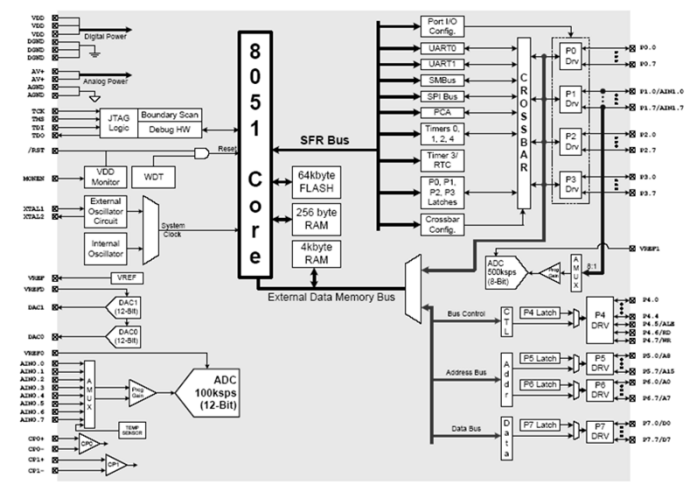 VDD
VDD
VDD
DGND
DGND
DGND
Digital Power
AV+
AV+
AGND
AGND
Analog Power
TCK
TMS
TDI
TDO
JTAG
Logic
Boundary Scan
Debug HW
/RST
Reset
MONEN
VDD
Monitor
WDT
XTAL1
XTAL2
External
Oscillator
Circuit
Internal
Oscillator
System
Clock
VREF
VREF
VREFD
DAC1
DAC1
(12-Bit)
DAC0
DAC0
(12-Bit)
VREF0
AIN0.0
AIN0.1
AIN0.2
AIN0.3
AIN0.4
AIN0.5
AIN0.6
AIN0.7
AMUX
Prog
Gain
ADC
100ksps
(12-Bit)
TEMP
SENSOR
CP0+
CP0-
CP0
CP1+
CP1-
CP1
8051 Core
SFR Bus
64kbyte
FLASH
256 byte
RAM
4kbyte
RAM
External Data Memory Bus
Port I/O
Config.
UART0
UART1
SMBus
SPI Bus
PCA
Timers 0,
1, 2, 4
Timer 3/
RTC
P0, P1,
P2, P3
Latches
Crossbar
Config.
CROSSBAR
P0
Drv
P1
Drv
P2
Drv
P3
Drv
P0.0
P0.7
P1.0/AIN1.0
P1.7/AIN1.7
P2.0
P2.7
P3.0
P3.7
VREF1
ADC
500ksps
(8-Bit)
Prog
Gain
AMUX
8:1
Bus Control
CTL
P4 Latch
P4
DRV
P4.0
P4.4
P4.5/ALE
P4.6/RD
P4.7/WR
Address Bus
Addr
P5 Latch
P5
DRV
P5.0/A8
P5.7/A15
P6 Latch
P6
DRV
P6.0/A0
P6.7/A7
Data Bus
Data
P7 Latch
P7
DRV
P7.0/D0
P7.7/D7